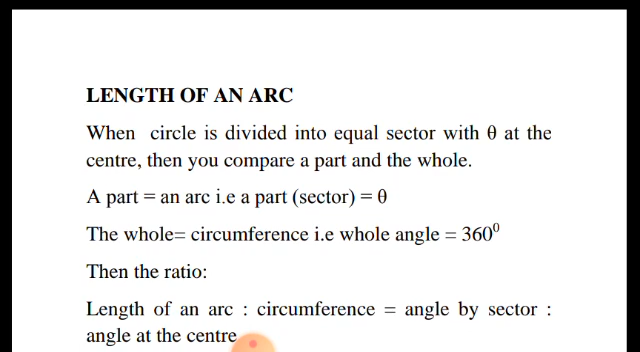 LENGTH OF AN ARC
When circle is divided into equal sector with θ at the
centre, then you compare a part and the whole.
A part = an arc i.e a part (sector) = θ
The whole= circumference i.e whole angle = 360⁰
Then the ratio:
Length of an arc : circumference = angle by sector :
angle at the centre